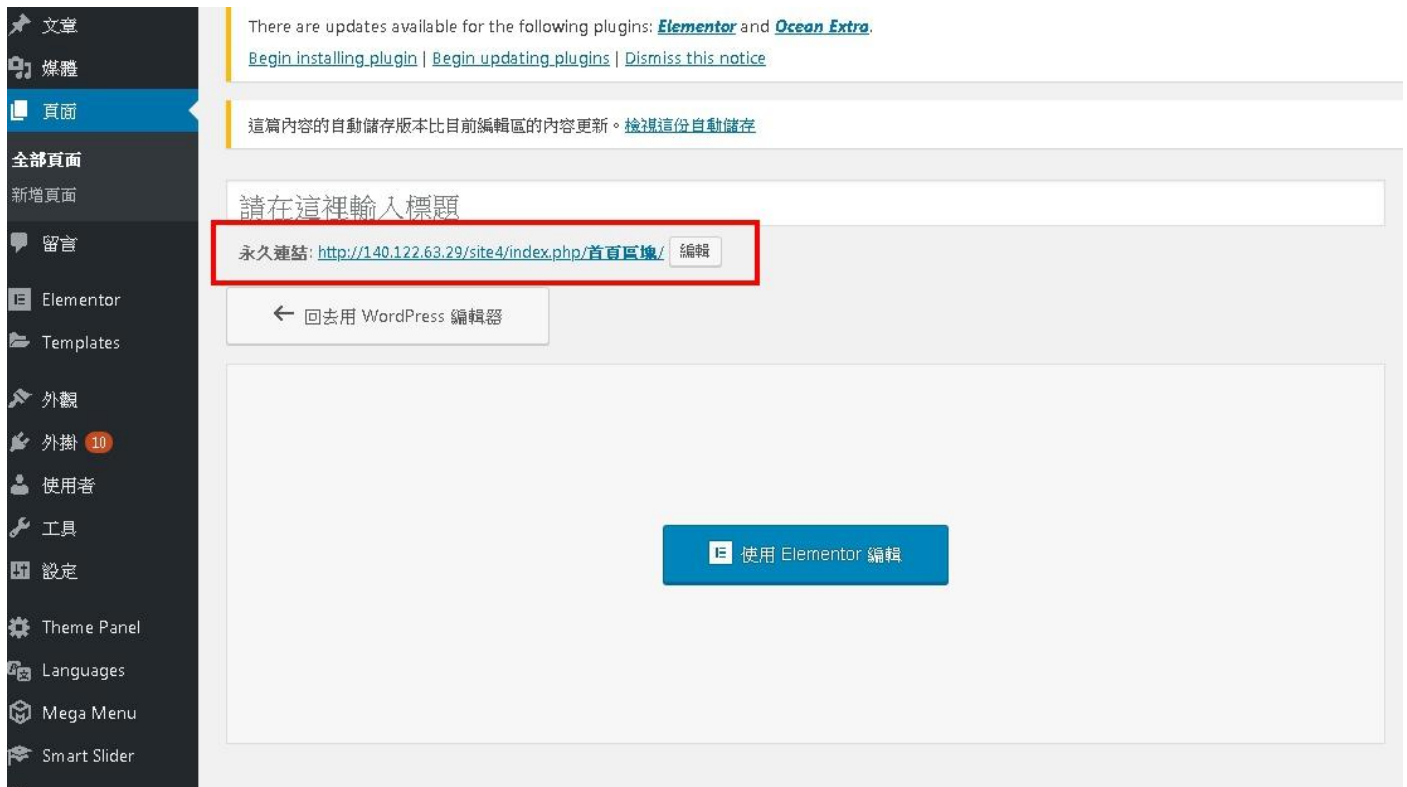 文章
媒體
頁面
全部頁面
新增頁面
留言
Elementor
Templates
外觀
外掛 10
使用者
工具
設定
Theme Panel
Languages
Mega Menu
Smart Slider
There are updates available for the following plugins: Elementor and Ocean Extra.
Begin installing plugin | Begin updating plugins | Dismiss this notice
這篇內容的自動儲存版本比目前編輯區的內容更新。檢視這份自動儲存
請在這裡輸入標題
永久連結: http://140.122.63.29/site4/index.php/首頁區塊/ 編輯
← 回去用 WordPress 編輯器
使用 Elementor 編輯